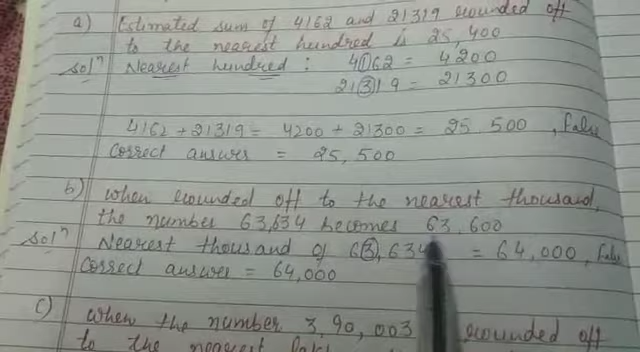 a) Estimated sum of 4162 and 21319 rounded off
to the nearest hundred is 25,400
Solⁿ Nearest hundred : 4162 = 4200
21319 = 21300
4162 + 21319 = 4200 + 21300 = 25,500, False
Correct answer = 25,500
b) When rounded off to the nearest thousand,
the number 63,634 becomes 63,600
Solⁿ Nearest thousand of 63,634 = 64,000, False
Correct answer = 64,000
c) When the number 3,90,003 rounded off
to the nearest lakh